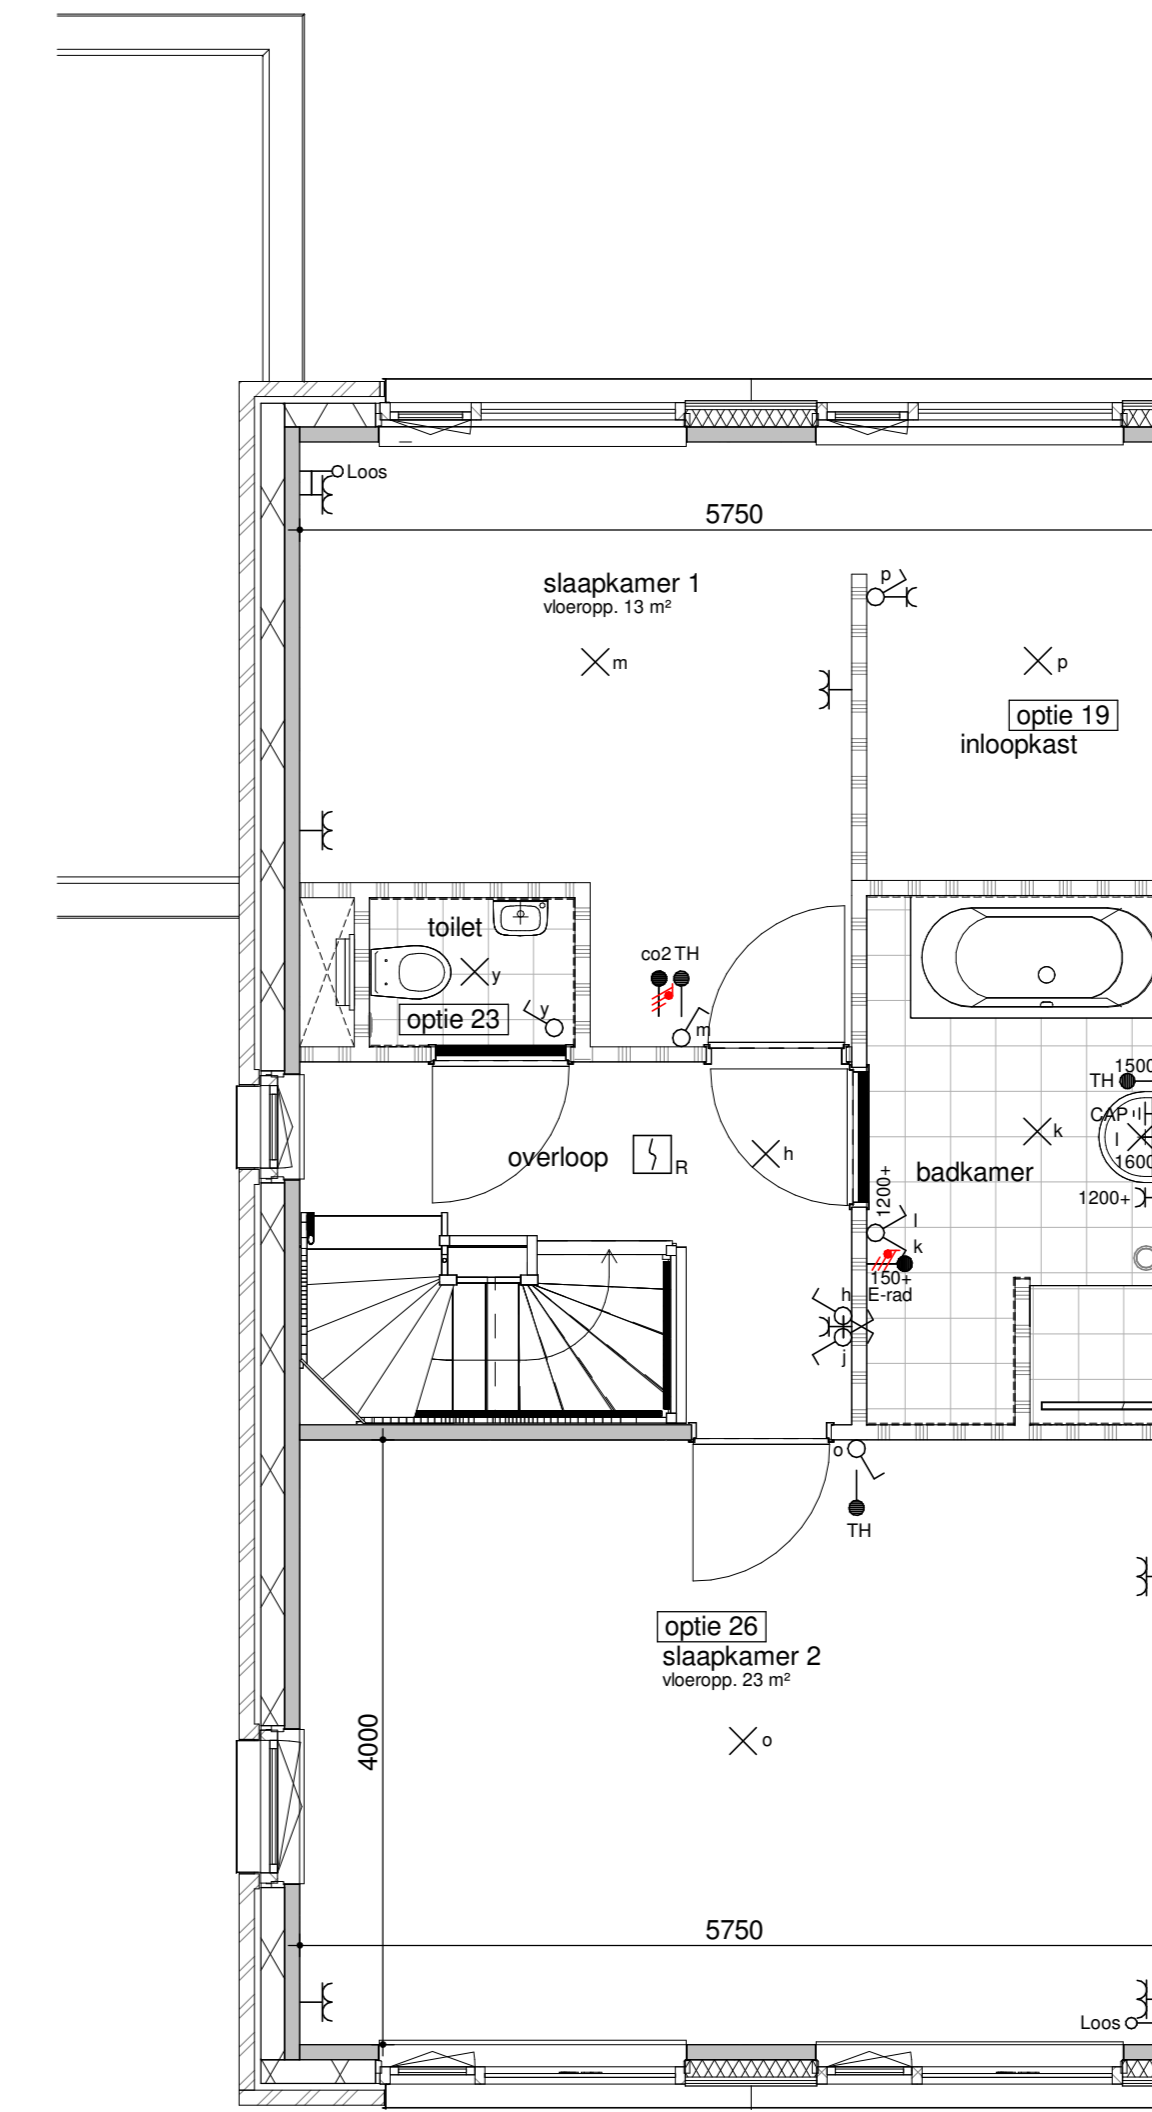 Loos
5750
slaapkamer 1
vloeropp. 13 m²
p
m
p
optie 19
inloopkast
toilet
y
y
optie 23
co2 TH
m
1500
TH
CAP
k
l
1600
overloop
R
h
badkamer
1200+
1200+
l
k
150+
h
E-rad
j
o
TH
optie 26
slaapkamer 2
vloeropp. 23 m²
4000
o
5750
Loos